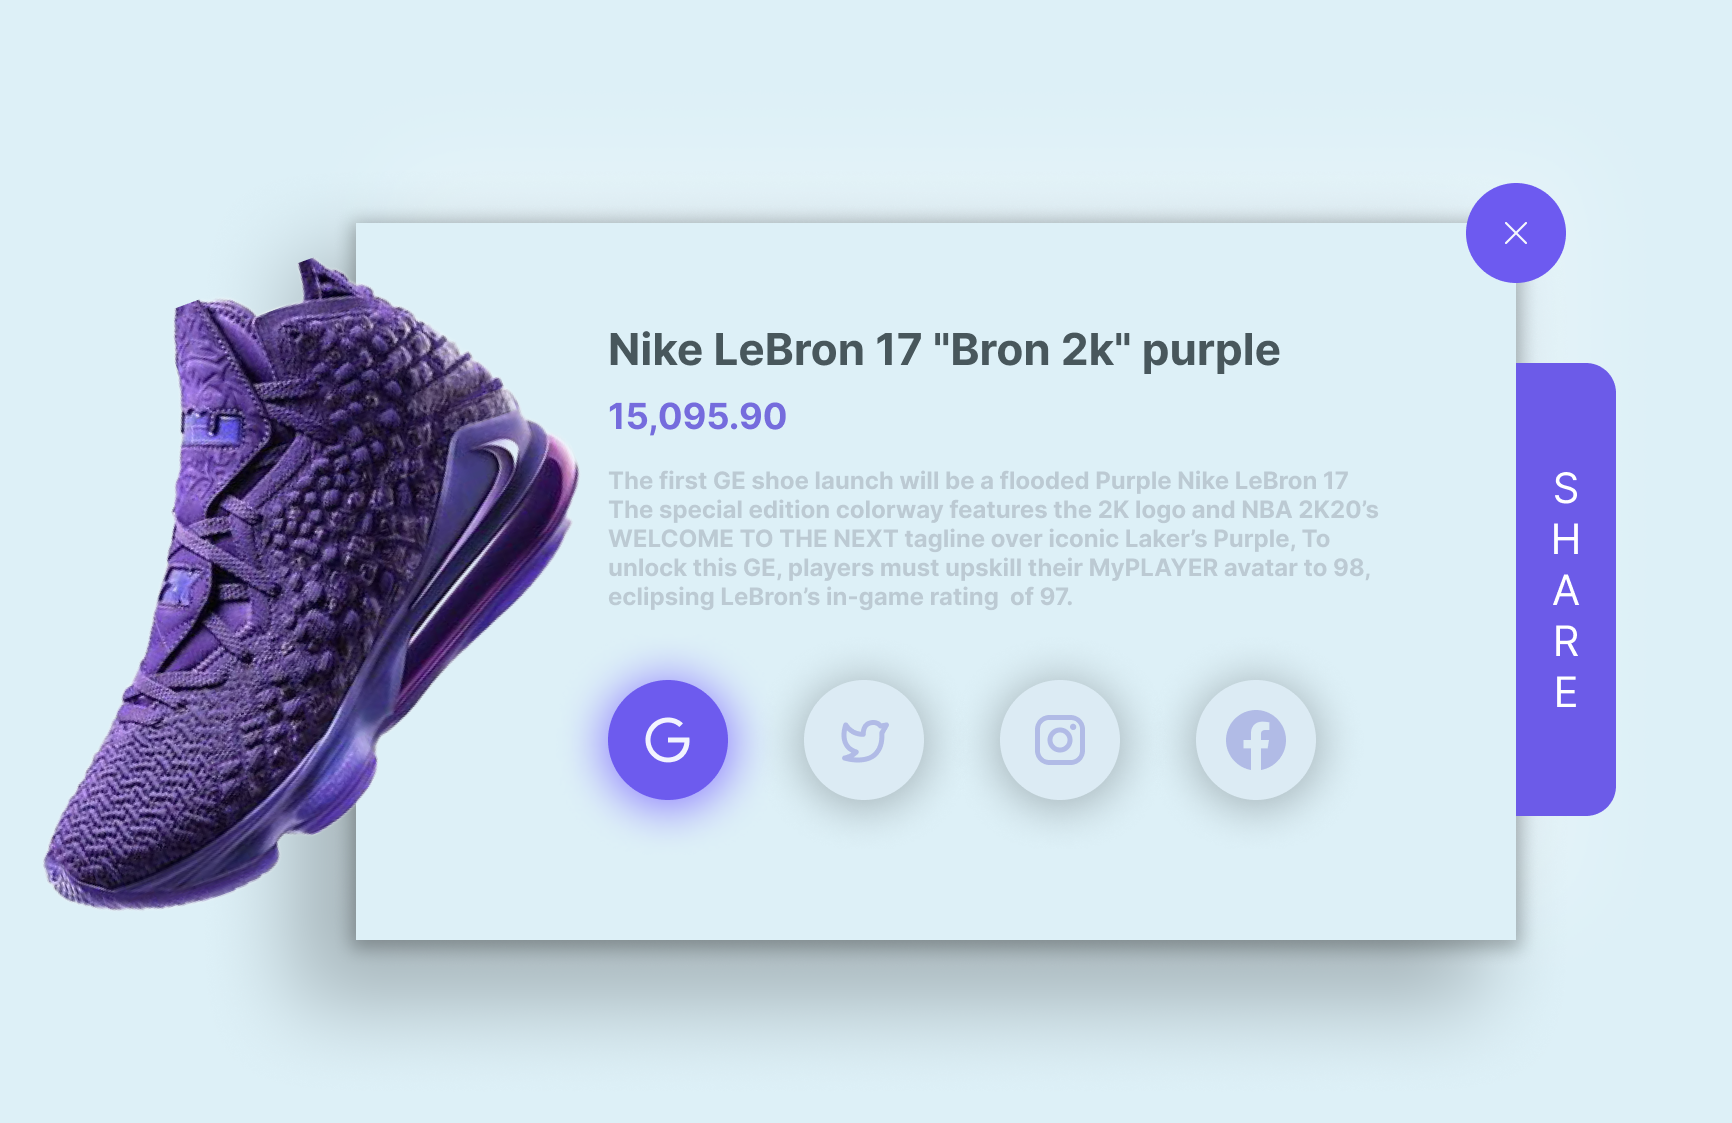 Nike LeBron 17 "Bron 2k" purple
15,095.90
The first GE shoe launch will be a flooded Purple Nike LeBron 17
The special edition colorway features the 2K logo and NBA 2K20’s
WELCOME TO THE NEXT tagline over iconic Laker’s Purple, To
unlock this GE, players must upskill their MyPLAYER avatar to 98,
eclipsing LeBron’s in-game rating  of 97.
S
H
A
R
E